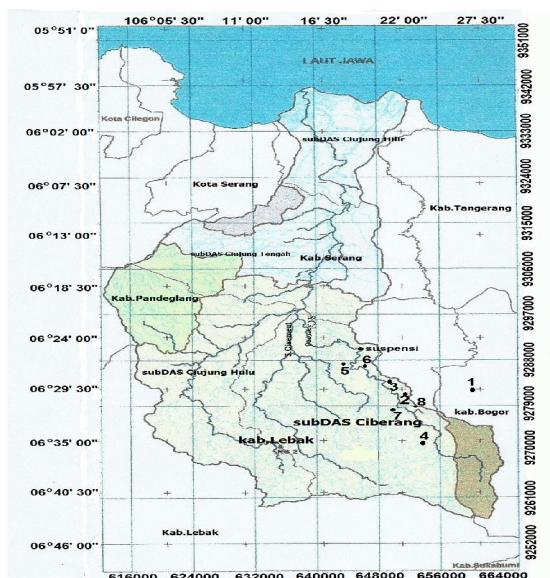 106°05' 50" 11' 00" 16' 30" 22' 00" 27' 30"
05°51' 0"
9351000
LAUT JAWA
05°57' 30"
9342000
Kota Cilegon
06°02' 00"
9333000
subDAS Ciujung Hilir
9324000
06°07' 30"
Kota Serang
Kab.Tangerang
9315000
06°13' 00"
subDAS Ciujung Tengah
Kab.Serang
9306000
06°18' 30"
Kab.Pandeglang
9297000
06°24' 00"
suspensi
9288000
6
5
subDAS Ciujung Hulu
06°29' 30"
3
1
2
8
9279000
7
kab.Bogor
subDAS Ciberang
4
06°35' 00"
kab.Lebak
9270000
06°40' 30"
9261000
Kab.Lebak
06°46' 00"
9252000
Kab.Sukabumi
616000 624000 632000 640000 648000 656000 664000